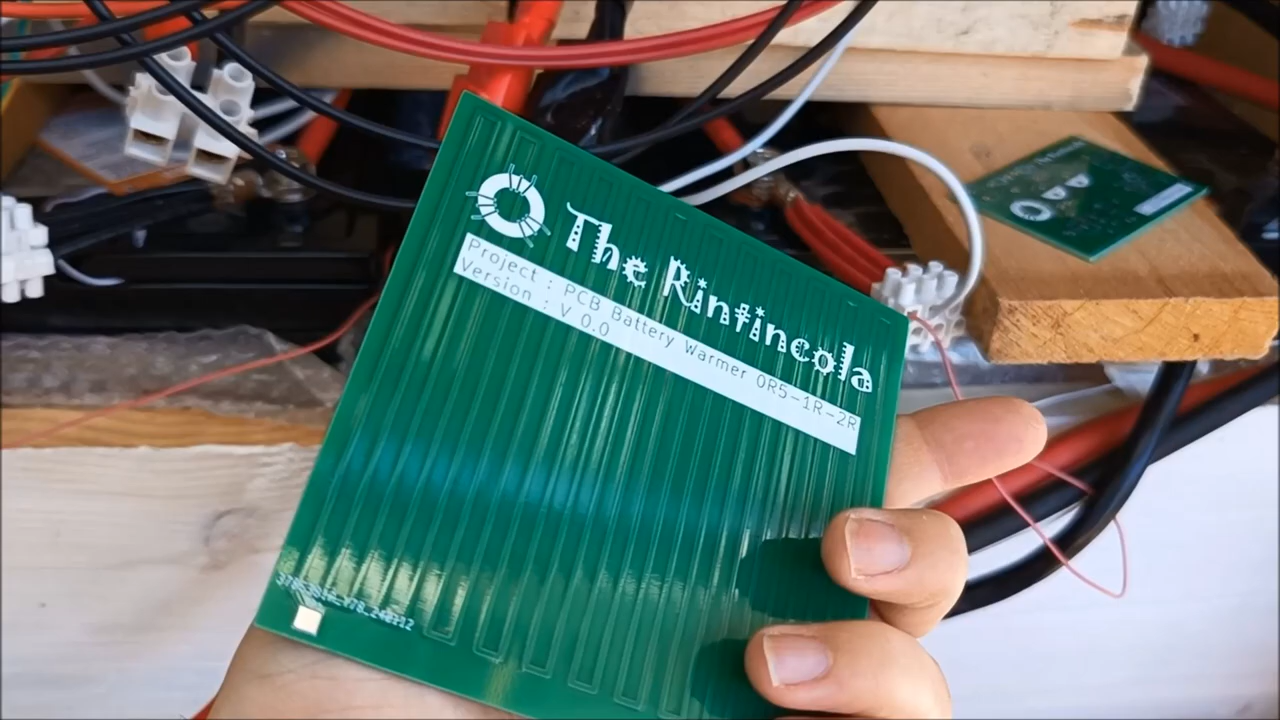 The Rintincola
Project : PCB Battery Warmer 0R5-1R-2R
Version : V 0.0